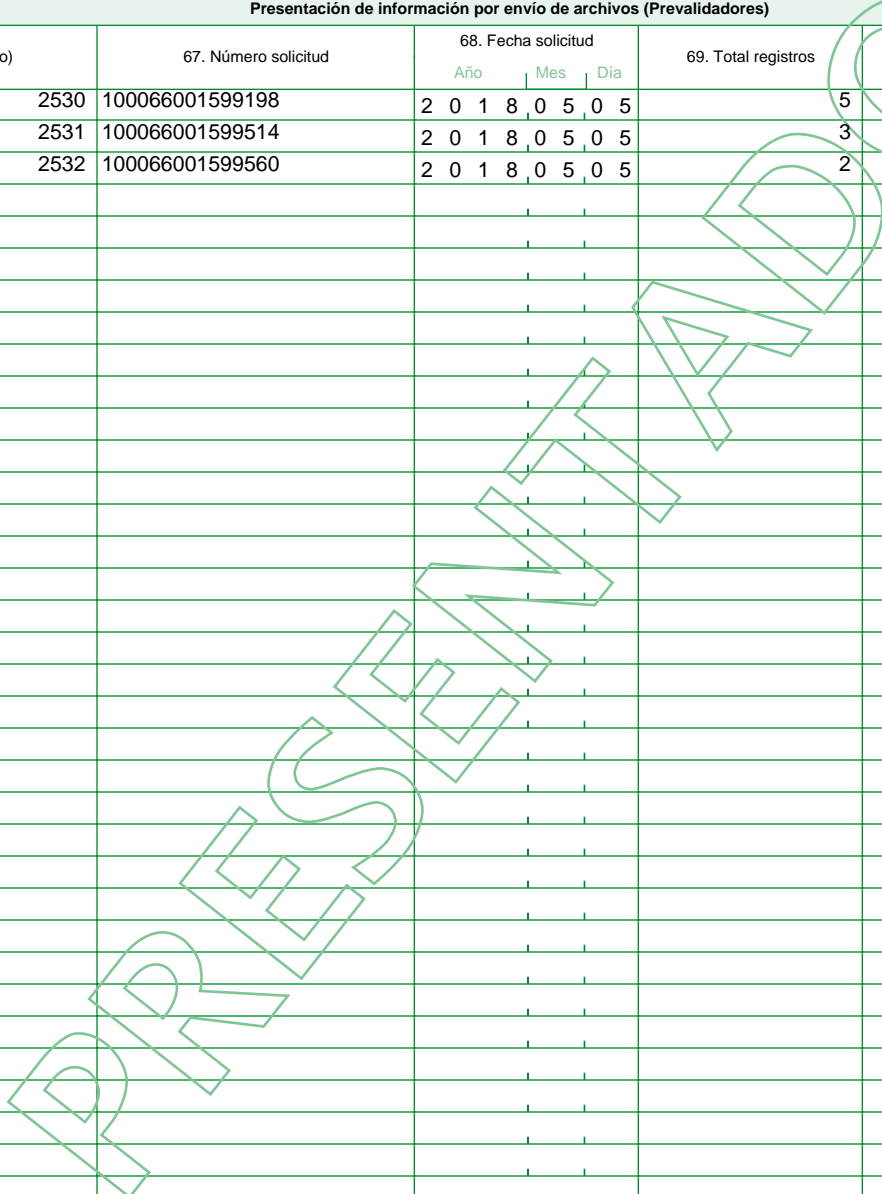 Presentación de información por envío de archivos (Prevalidadores)
o) 67. Número solicitud 68. Fecha solicitud 69. Total registros
Año Mes Día
2530 100066001599198 2 0 1 8 0 5 0 5 5
2531 100066001599514 2 0 1 8 0 5 0 5 3
2532 100066001599560 2 0 1 8 0 5 0 5 2
PRESENTADO